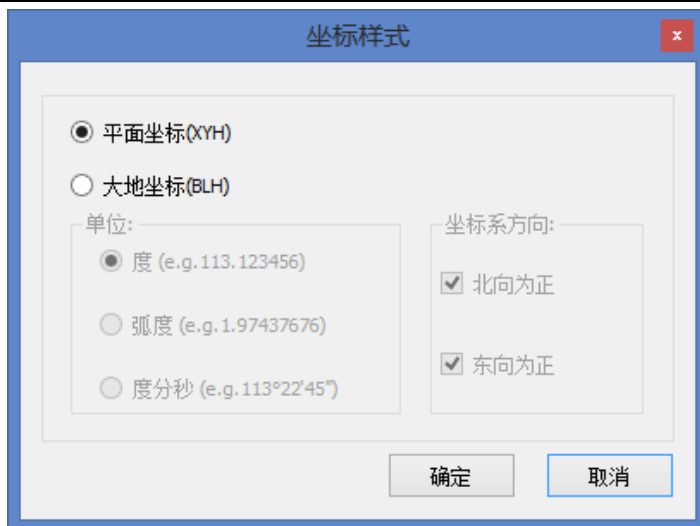 坐标样式
x
平面坐标(XYH)
大地坐标(BLH)
单位:
度 (e.g.113.123456)
弧度 (e.g.1.97437676)
度分秒 (e.g.113°22'45")
坐标系方向:
北向为正
东向为正
确定
取消